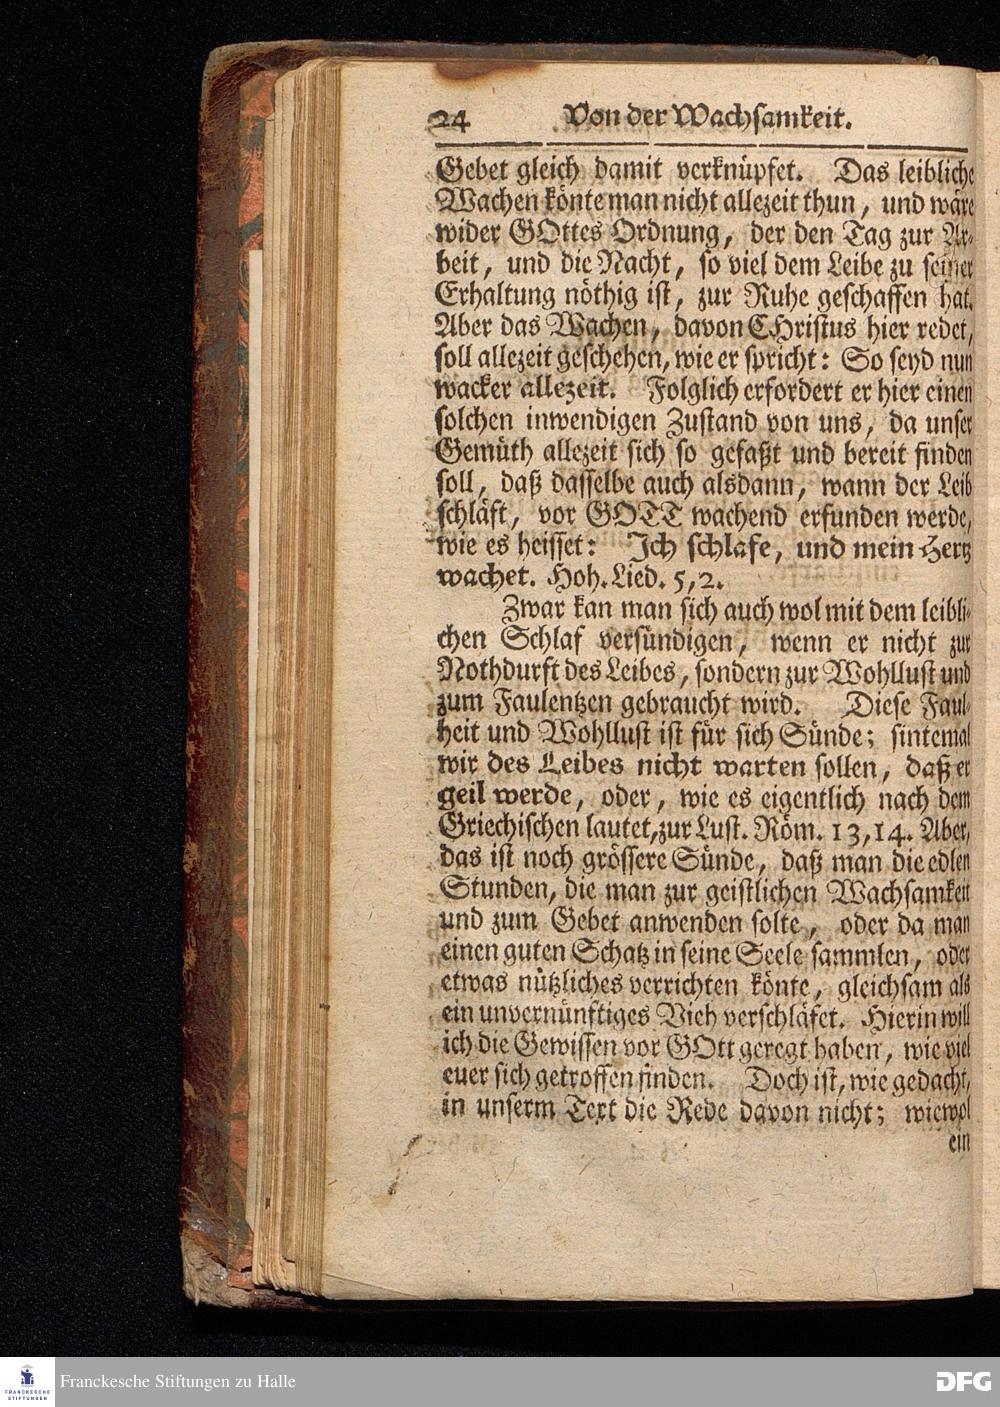 24 Von der Wachsamkeit.
Gebet gleich damit verknüpfet. Das leibliche
Wachen könte man nicht allezeit thun, und wäre
wider GOttes Ordnung, der den Tag zur Ar-
beit, und die Nacht, so viel dem Leibe zu seiner
Erhaltung nöthig ist, zur Ruhe geschaffen hat.
Aber das Wachen, davon CHristus hier redet,
soll allezeit geschehen, wie er spricht: So seyd nun
wacker allezeit. Folglich erfordert er hier einen
solchen inwendigen Zustand von uns, da unser
Gemüth allezeit sich so gefaßt und bereit finden
soll, daß dasselbe auch alsdann, wann der Leib
schläft, vor GOTT wachend erfunden werde,
wie es heisset: Ich schlafe, und mein Hertz
wachet. Hoh. Lied. 5, 2.
Zwar kan man sich auch wol mit dem leibli-
chen Schlaf versündigen, wenn er nicht zur
Nothdurft des Leibes, sondern zur Wohllust und
zum Faulentzen gebraucht wird. Diese Faul-
heit und Wohllust ist für sich Sünde; sintemal
wir des Leibes nicht warten sollen, daß er
geil werde, oder, wie es eigentlich nach dem
Griechischen lautet, zur Lust. Röm. 13, 14. Aber,
das ist noch grössere Sünde, daß man die edlen
Stunden, die man zur geistlichen Wachsamkeit
und zum Gebet anwenden solte, oder da man
einen guten Schatz in seine Seele sammlen, oder
etwas nützliches verrichten könte, gleichsam als
ein unvernünftiges Vieh verschläfet. Hierin will
ich die Gewissen vor GOtt geregt haben, wie viel
euer sich getroffen finden. Doch ist, wie gedacht,
in unserm Text die Rede davon nicht; wiewol
ein
FRANCKESCHE
STIFTUNGEN
Franckesche Stiftungen zu Halle
DFG